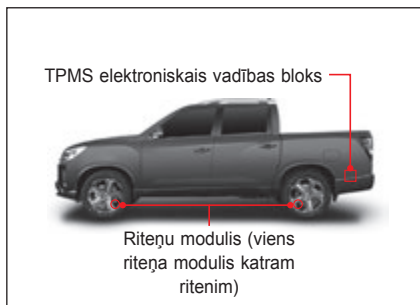 TPMS elektroniskais vadības bloks
Riteņu modulis (viens
riteņa modulis katram
ritenim)